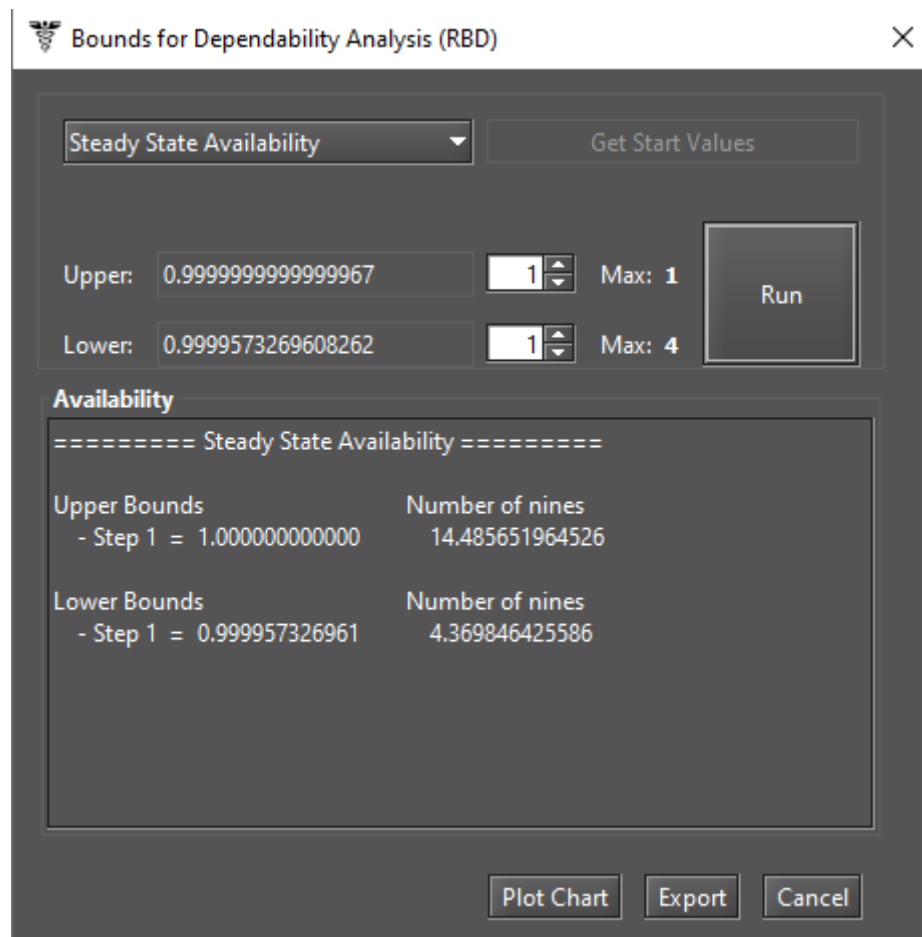 Bounds for Dependability Analysis (RBD)
Steady State Availability Get Start Values
Upper: 0.9999999999999967 1 Max: 1
Run
Lower: 0.9999573269608262 1 Max: 4
Availability
========= Steady State Availability =========
Upper Bounds Number of nines
- Step 1 = 1.000000000000 14.485651964526
Lower Bounds Number of nines
- Step 1 = 0.999957326961 4.369846425586
Plot Chart Export Cancel